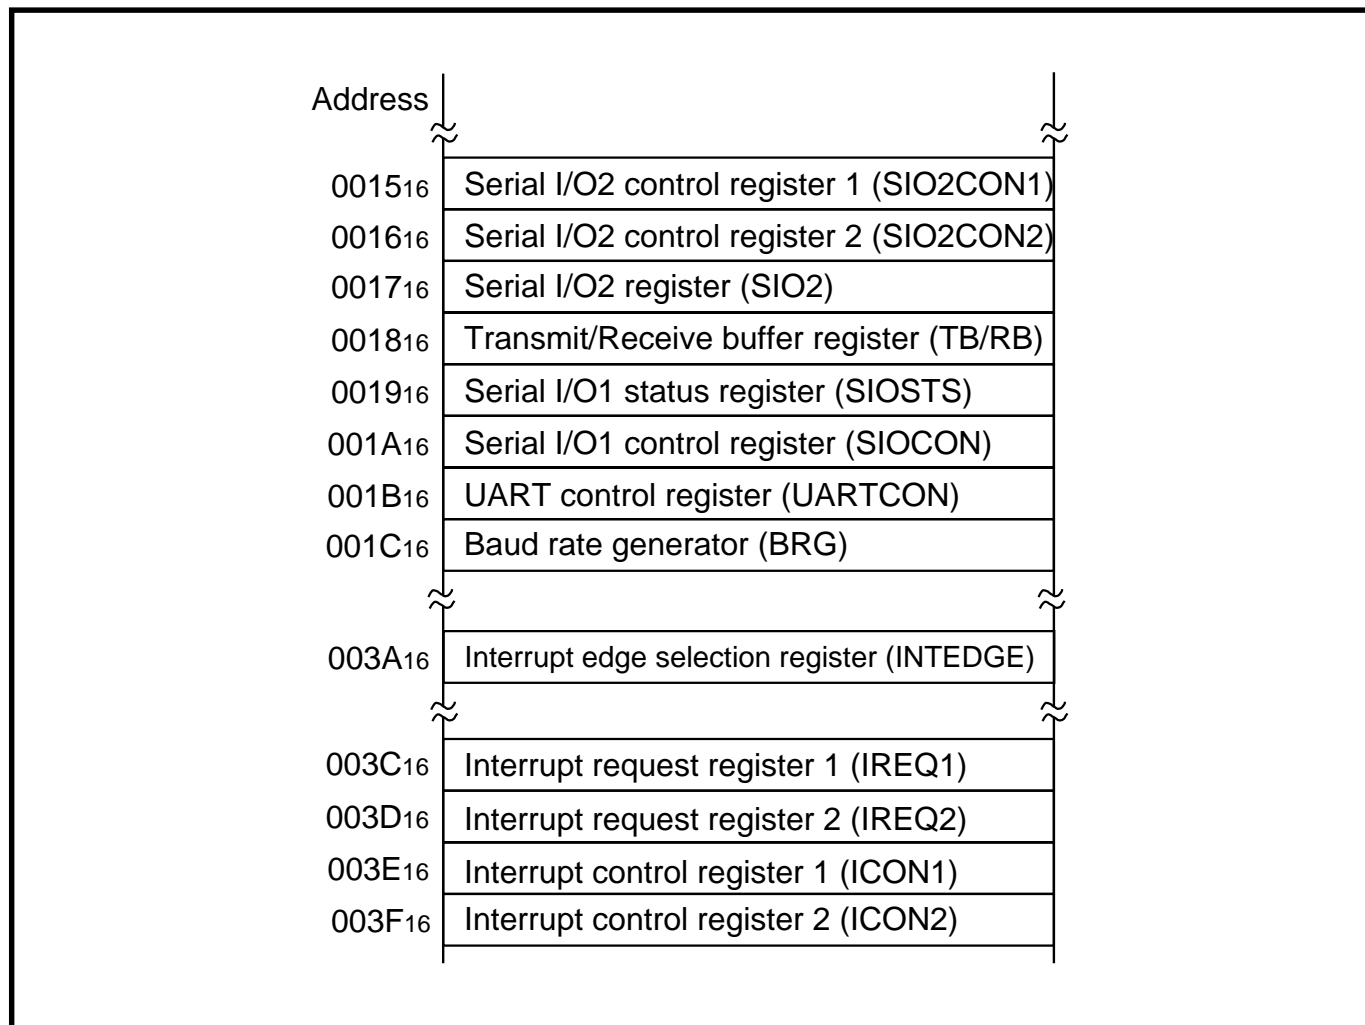 Address
0015₁₆ Serial I/O2 control register 1 (SIO2CON1)
0016₁₆ Serial I/O2 control register 2 (SIO2CON2)
0017₁₆ Serial I/O2 register (SIO2)
0018₁₆ Transmit/Receive buffer register (TB/RB)
0019₁₆ Serial I/O1 status register (SIOSTS)
001A₁₆ Serial I/O1 control register (SIOCON)
001B₁₆ UART control register (UARTCON)
001C₁₆ Baud rate generator (BRG)
003A₁₆ Interrupt edge selection register (INTEDGE)
003C₁₆ Interrupt request register 1 (IREQ1)
003D₁₆ Interrupt request register 2 (IREQ2)
003E₁₆ Interrupt control register 1 (ICON1)
003F₁₆ Interrupt control register 2 (ICON2)